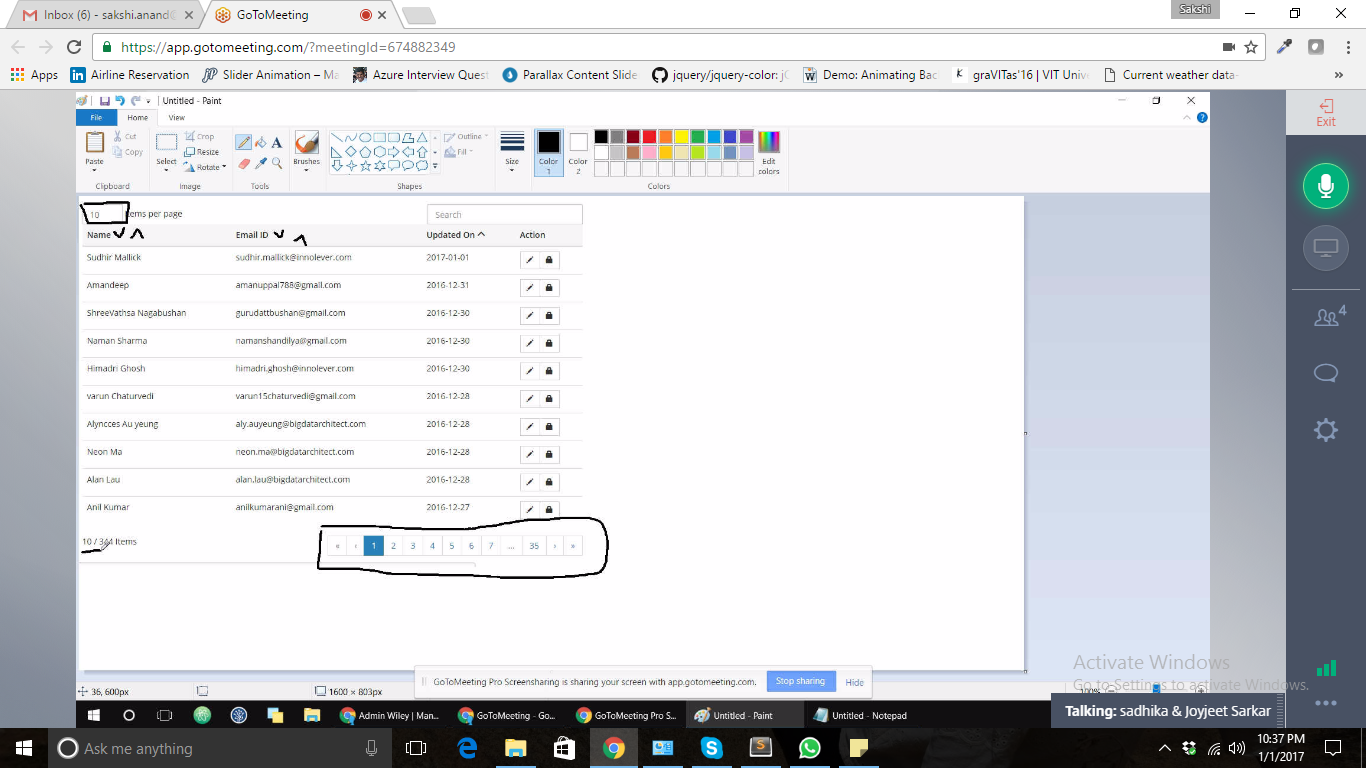 Inbox (6) - sakshi.anand@
GoToMeeting
Sakshi
https://app.gotomeeting.com/?meetingId=674882349
Apps
Airline Reservation
Slider Animation – Ma
Azure Interview Quest
Parallax Content Slide
jquery/jquery-color: jQ
Demo: Animating Bac
graVITas'16 | VIT Univ
Current weather data-
Untitled - Paint
File Home View
Paste
Cut
Copy
Clipboard
Select
Crop
Resize
Rotate
Image
Tools
Brushes
Outline
Fill
Shapes
Size
Color 1
Color 2
Edit colors
Colors
Exit
4
10 items per page
Search
Name Email ID Updated On Action
Sudhir Mallick sudhir.mallick@innolever.com 2017-01-01
Amandeep amanuppal788@gmail.com 2016-12-31
ShreeVathsa Nagabushan gurudattbushan@gmail.com 2016-12-30
Naman Sharma namanshandilya@gmail.com 2016-12-30
Himadri Ghosh himadri.ghosh@innolever.com 2016-12-30
varun Chaturvedi varun15chaturvedi@gmail.com 2016-12-28
Alyncces Au yeung aly.auyeung@bigdatarchitect.com 2016-12-28
Neon Ma neon.ma@bigdatarchitect.com 2016-12-28
Alan Lau alan.lau@bigdatarchitect.com 2016-12-28
Anil Kumar anilkumarani@gmail.com 2016-12-27
10 / 344 Items
« ‹ 1 2 3 4 5 6 7 ... 35 › »
GoToMeeting Pro Screensharing is sharing your screen with app.gotomeeting.com. Stop sharing Hide
Activate Windows
Go to Settings to activate Windows.
36, 600px
1600 × 803px
100%
Talking: sadhika & Joyjeet Sarkar
Admin Wiley | Man...
GoToMeeting - Go...
GoToMeeting Pro S...
Untitled - Paint
Untitled - Notepad
Ask me anything
10:37 PM
1/1/2017